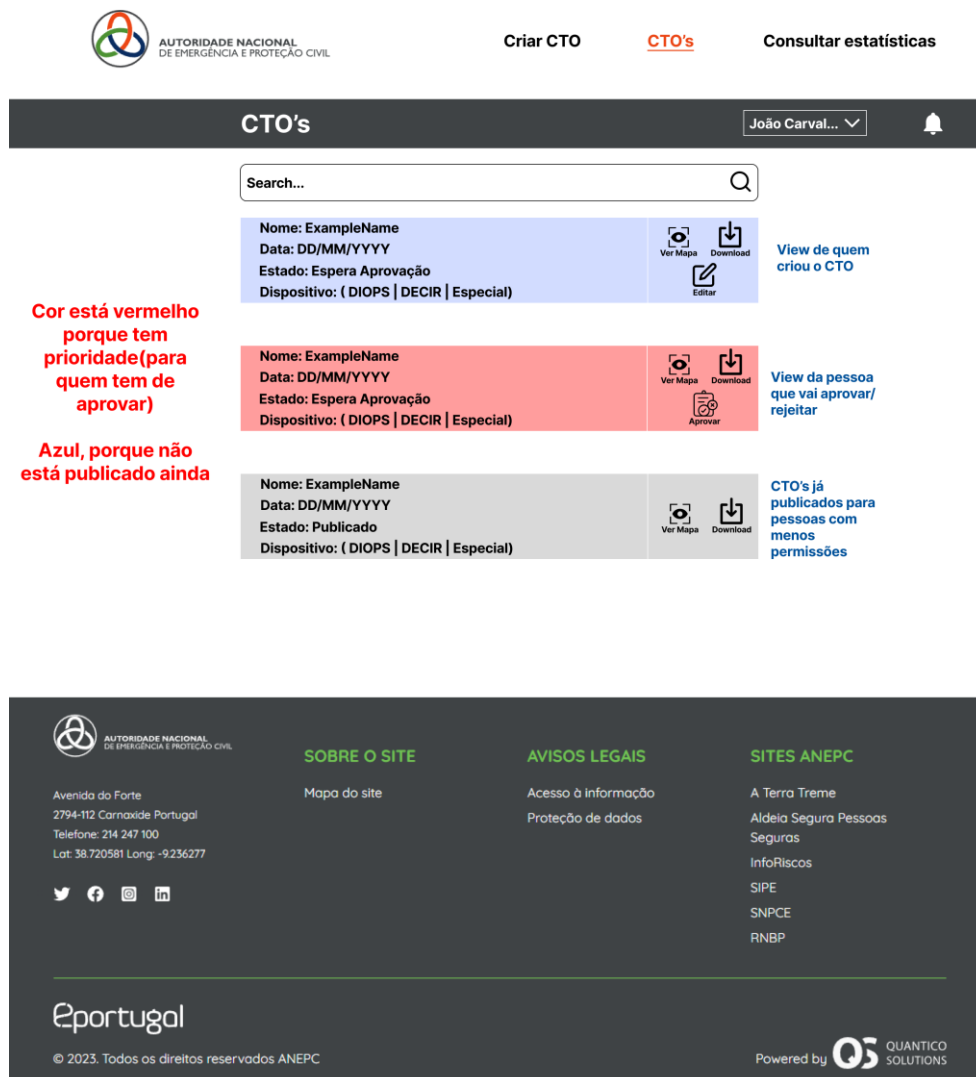 AUTORIDADE NACIONAL
DE EMERGÊNCIA E PROTEÇÃO CIVIL
Criar CTO
CTO's
Consultar estatísticas
CTO's
João Carval...
Search...
Nome: ExampleName
Data: DD/MM/YYYY
Estado: Espera Aprovação
Dispositivo: ( DIOPS | DECIR | Especial)
Ver Mapa
Download
Editar
View de quem
criou o CTO
Cor está vermelho
porque tem
prioridade(para
quem tem de
aprovar)
Azul, porque não
está publicado ainda
Nome: ExampleName
Data: DD/MM/YYYY
Estado: Espera Aprovação
Dispositivo: ( DIOPS | DECIR | Especial)
Ver Mapa
Download
Aprovar
View da pessoa
que vai aprovar/
rejeitar
Nome: ExampleName
Data: DD/MM/YYYY
Estado: Publicado
Dispositivo: ( DIOPS | DECIR | Especial)
Ver Mapa
Download
CTO's já
publicados para
pessoas com
menos
permissões
AUTORIDADE NACIONAL
DE EMERGÊNCIA E PROTEÇÃO CIVIL
Avenida do Forte
2794-112 Carnaxide Portugal
Telefone: 214 247 100
Lat: 38.720581 Long: -9.236277
SOBRE O SITE
Mapa do site
AVISOS LEGAIS
Acesso à informação
Proteção de dados
SITES ANEPC
A Terra Treme
Aldeia Segura Pessoas
Seguras
InfoRiscos
SIPE
SNPCE
RNBP
eportugal
© 2023. Todos os direitos reservados ANEPC
Powered by QS QUANTICO
SOLUTIONS